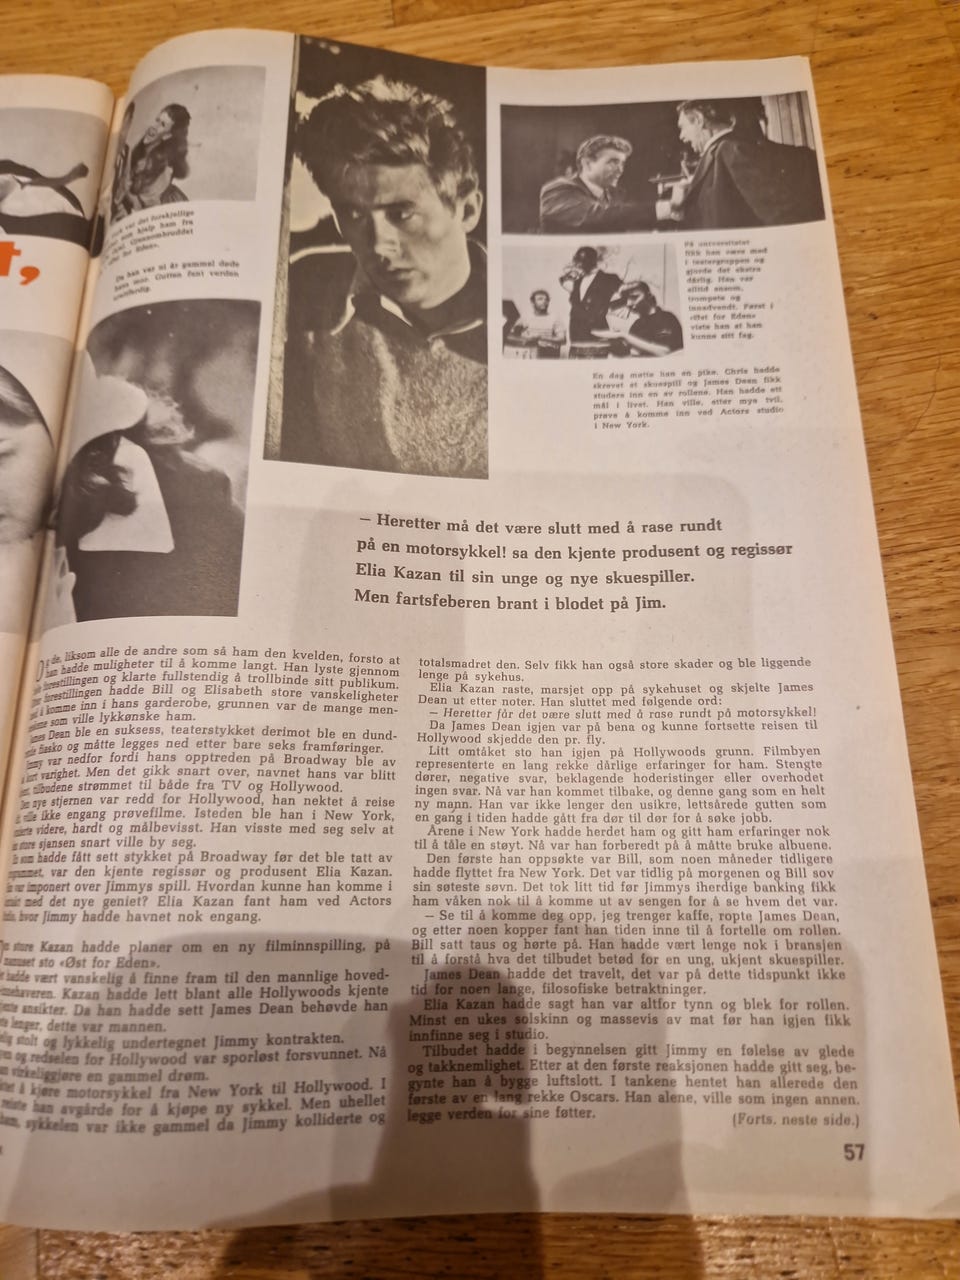 t,
var det forskjellige
som hjalp ham fra
Gjennombruddet
for Eden».
Da han var ni år gammel døde
hans mor. Gutten fant verden
På universitetet
fikk han være med
i teatergruppen og
gjorde det ekstra
dårlig. Han var
alltid ensom,
trompete og
innadvendt. Først i
«Øst for Eden»
viste han at han
kunne sitt fag.
En dag møtte han en pike. Chris hadde
skrevet et skuespill og James Dean fikk
studere inn en av rollene. Han hadde ett
mål i livet. Han ville, etter mye tvil,
prøve å komme inn ved Actors studio
i New York.
— Heretter må det være slutt med å rase rundt
på en motorsykkel! sa den kjente produsent og regissør
Elia Kazan til sin unge og nye skuespiller.
Men fartsfeberen brant i blodet på Jim.
Og de, liksom alle de andre som så ham den kvelden, forsto at
han hadde muligheter til å komme langt. Han lyste gjennom
forestillingen og klarte fullstendig å trollbinde sitt publikum.
forestillingen hadde Bill og Elisabeth store vanskeligheter
å komme inn i hans garderobe, grunnen var de mange men-
som ville lykkønske ham.
James Dean ble en suksess, teaterstykket derimot ble en dund-
fiasko og måtte legges ned etter bare seks framføringer.
Jimmy var nedfor fordi hans opptreden på Broadway ble av
kort varighet. Men det gikk snart over, navnet hans var blitt
tilbudene strømmet til både fra TV og Hollywood.
Den nye stjernen var redd for Hollywood, han nektet å reise
ville ikke engang prøvefilme. Isteden ble han i New York,
videre, hardt og målbevisst. Han visste med seg selv at
store sjansen snart ville by seg.
som hadde fått sett stykket på Broadway før det ble tatt av
var den kjente regissør og produsent Elia Kazan.
var imponert over Jimmys spill. Hvordan kunne han komme i
med det nye geniet? Elia Kazan fant ham ved Actors
hvor Jimmy hadde havnet nok engang.
store Kazan hadde planer om en ny filminnspilling, på
manuset sto «Øst for Eden».
hadde vært vanskelig å finne fram til den mannlige hoved-
Kazan hadde lett blant alle Hollywoods kjente
ansikter. Da han hadde sett James Dean behøvde han
lenger, dette var mannen.
stolt og lykkelig undertegnet Jimmy kontrakten.
og redselen for Hollywood var sporløst forsvunnet. Nå
virkeliggjøre en gammel drøm.
å kjøre motorsykkel fra New York til Hollywood. I
han avgårde for å kjøpe ny sykkel. Men uhellet
ham, sykkelen var ikke gammel da Jimmy kolliderte og
totalsmadret den. Selv fikk han også store skader og ble liggende
lenge på sykehus.
Elia Kazan raste, marsjet opp på sykehuset og skjelte James
Dean ut etter noter. Han sluttet med følgende ord:
— Heretter får det være slutt med å rase rundt på motorsykkel!
Da James Dean igjen var på bena og kunne fortsette reisen til
Hollywood skjedde den pr. fly.
Litt omtåket sto han igjen på Hollywoods grunn. Filmbyen
representerte en lang rekke dårlige erfaringer for ham. Stengte
dører, negative svar, beklagende hoderistinger eller overhodet
ingen svar. Nå var han kommet tilbake, og denne gang som en helt
ny mann. Han var ikke lenger den usikre, lettsårede gutten som
en gang i tiden hadde gått fra dør til dør for å søke jobb.
Årene i New York hadde herdet ham og gitt ham erfaringer nok
til å tåle en støyt. Nå var han forberedt på å måtte bruke albuene.
Den første han oppsøkte var Bill, som noen måneder tidligere
hadde flyttet fra New York. Det var tidlig på morgenen og Bill sov
sin søteste søvn. Det tok litt tid før Jimmys iherdige banking fikk
ham våken nok til å komme ut av sengen for å se hvem det var.
— Se til å komme deg opp, jeg trenger kaffe, ropte James Dean,
og etter noen kopper fant han tiden inne til å fortelle om rollen.
Bill satt taus og hørte på. Han hadde vært lenge nok i bransjen
til å forstå hva det tilbudet betød for en ung, ukjent skuespiller.
James Dean hadde det travelt, det var på dette tidspunkt ikke
tid for noen lange, filosofiske betraktninger.
Elia Kazan hadde sagt han var altfor tynn og blek for rollen.
Minst en ukes solskinn og massevis av mat før han igjen fikk
innfinne seg i studio.
Tilbudet hadde i begynnelsen gitt Jimmy en følelse av glede
og takknemlighet. Etter at den første reaksjonen hadde gitt seg, be-
gynte han å bygge luftslott. I tankene hentet han allerede den
første av en lang rekke Oscars. Han alene, ville som ingen annen,
legge verden for sine føtter.
(Forts. neste side.)
57